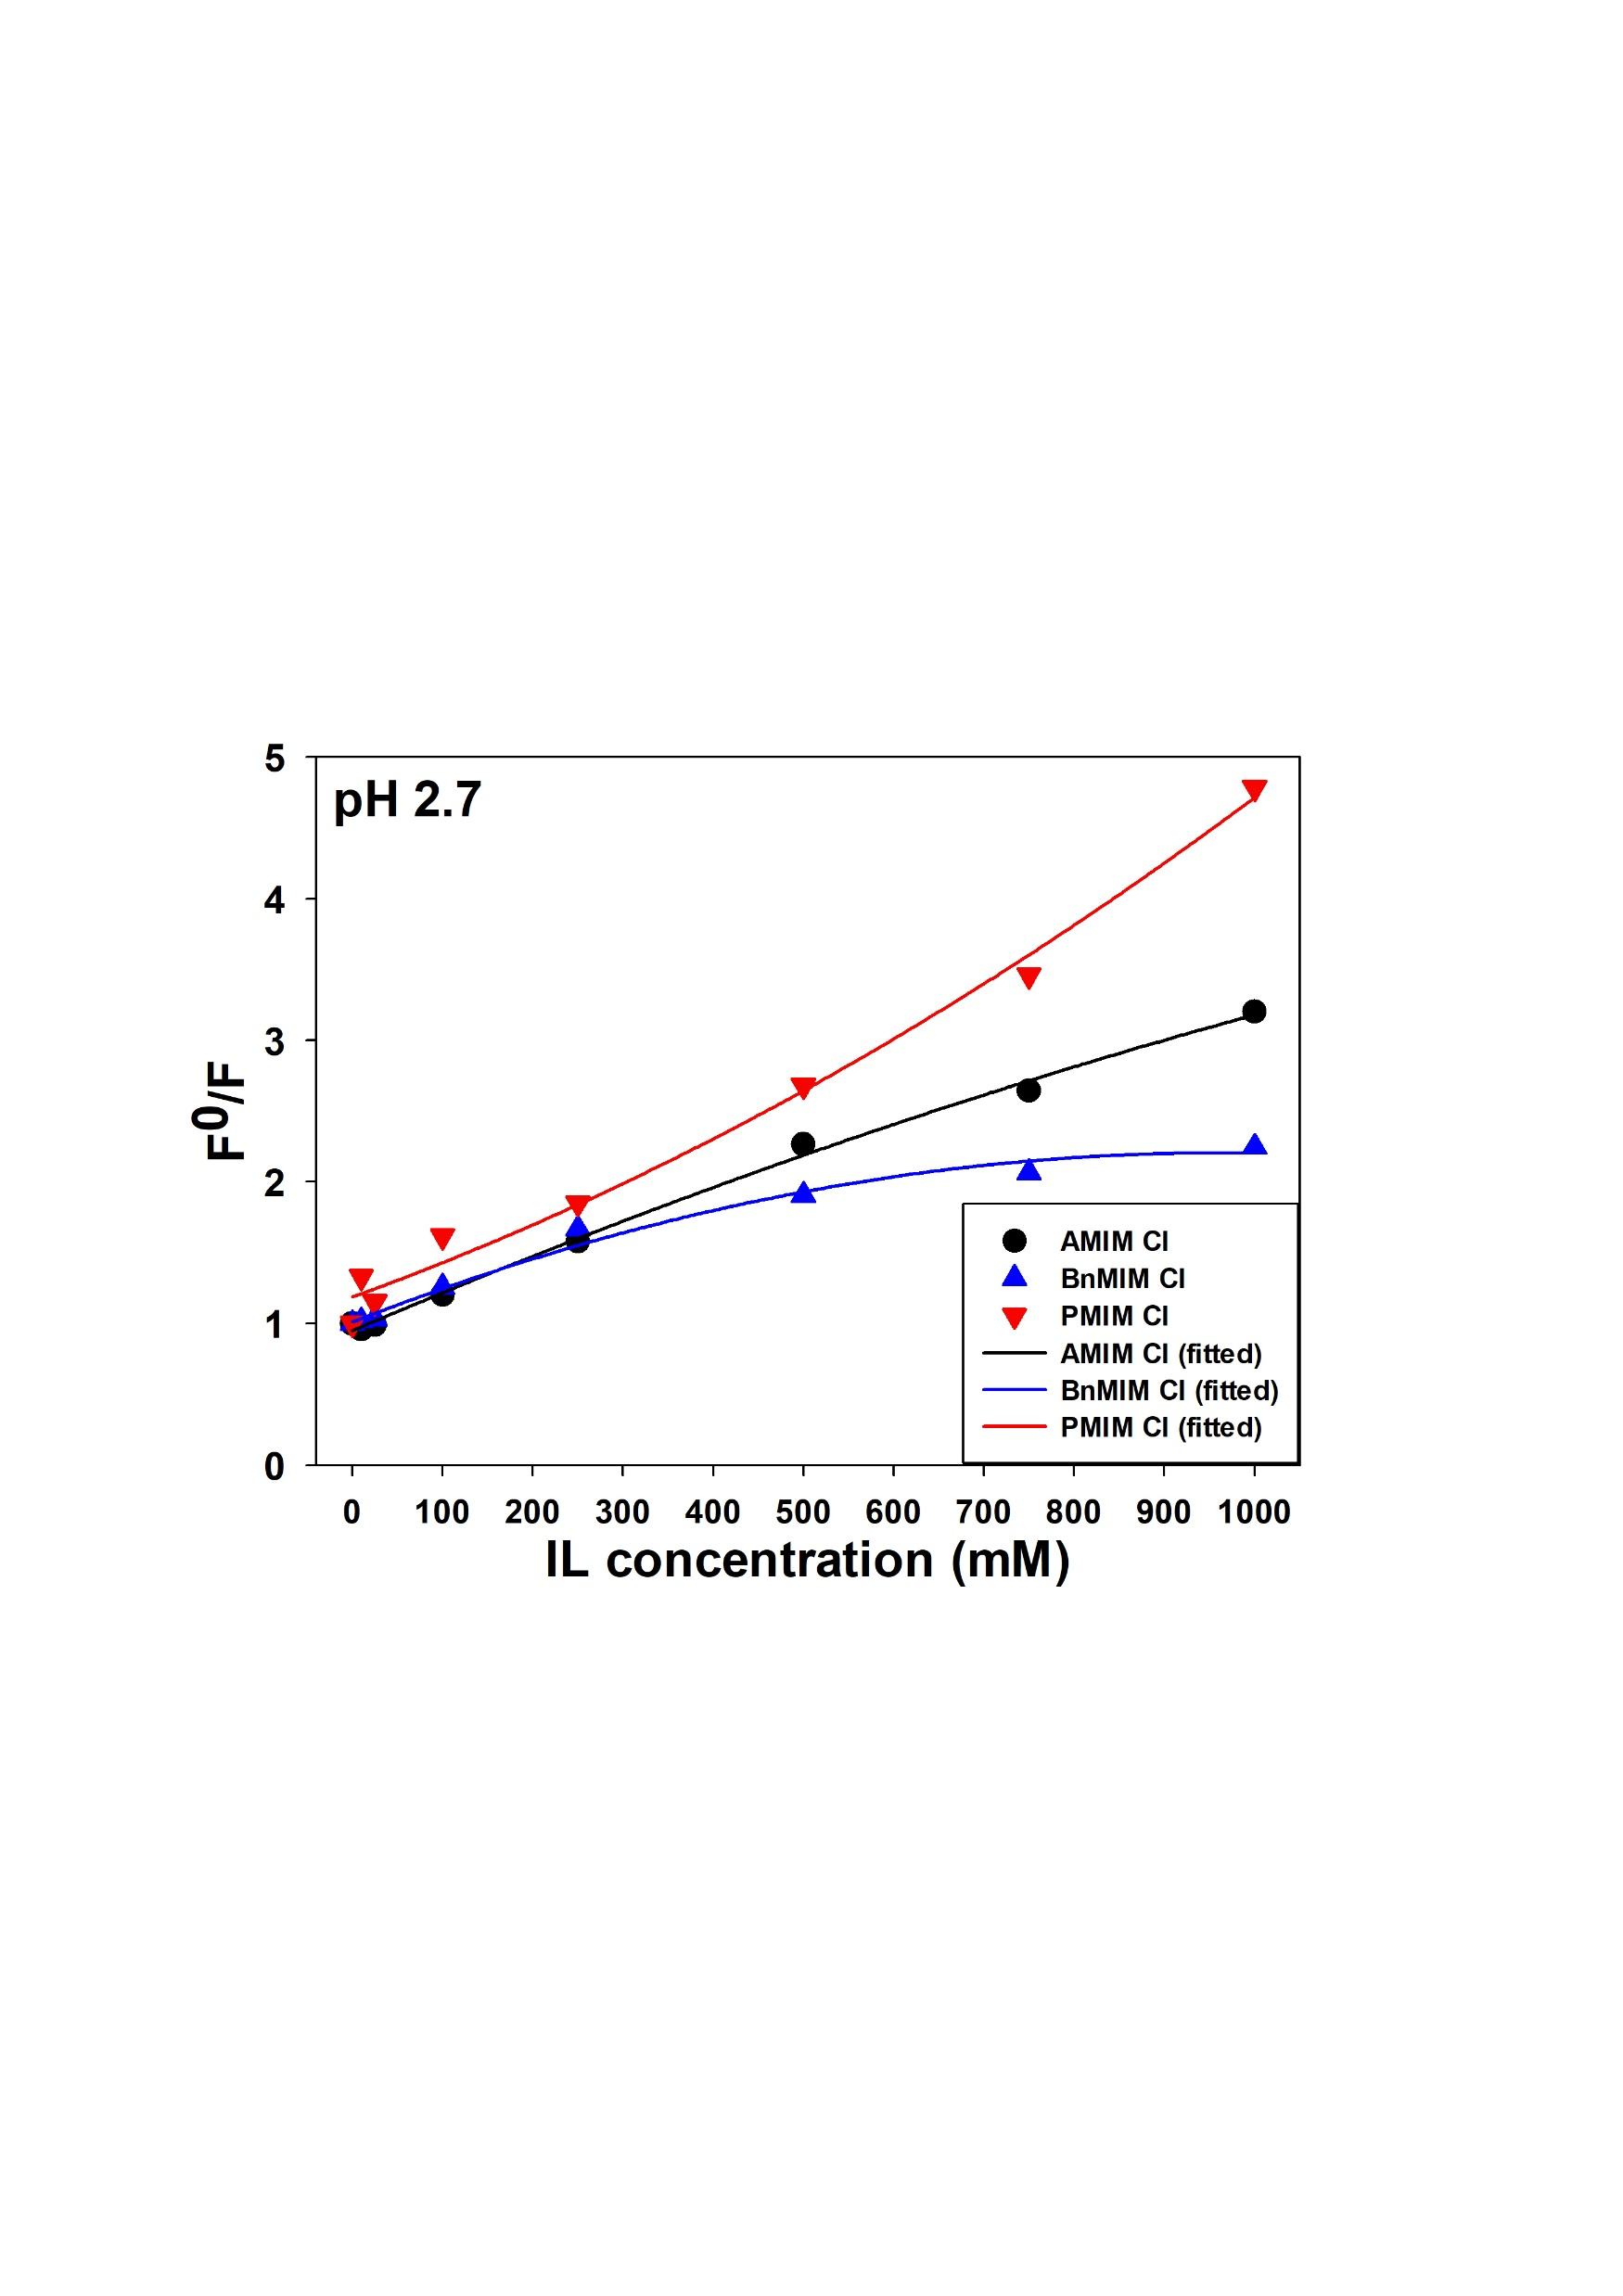 5
pH 2.7
4
3
2
1
0
F0/F
AMIM Cl
BnMIM Cl
PMIM Cl
AMIM Cl (fitted)
BnMIM Cl (fitted)
PMIM Cl (fitted)
0 100 200 300 400 500 600 700 800 900 1000
IL concentration (mM)